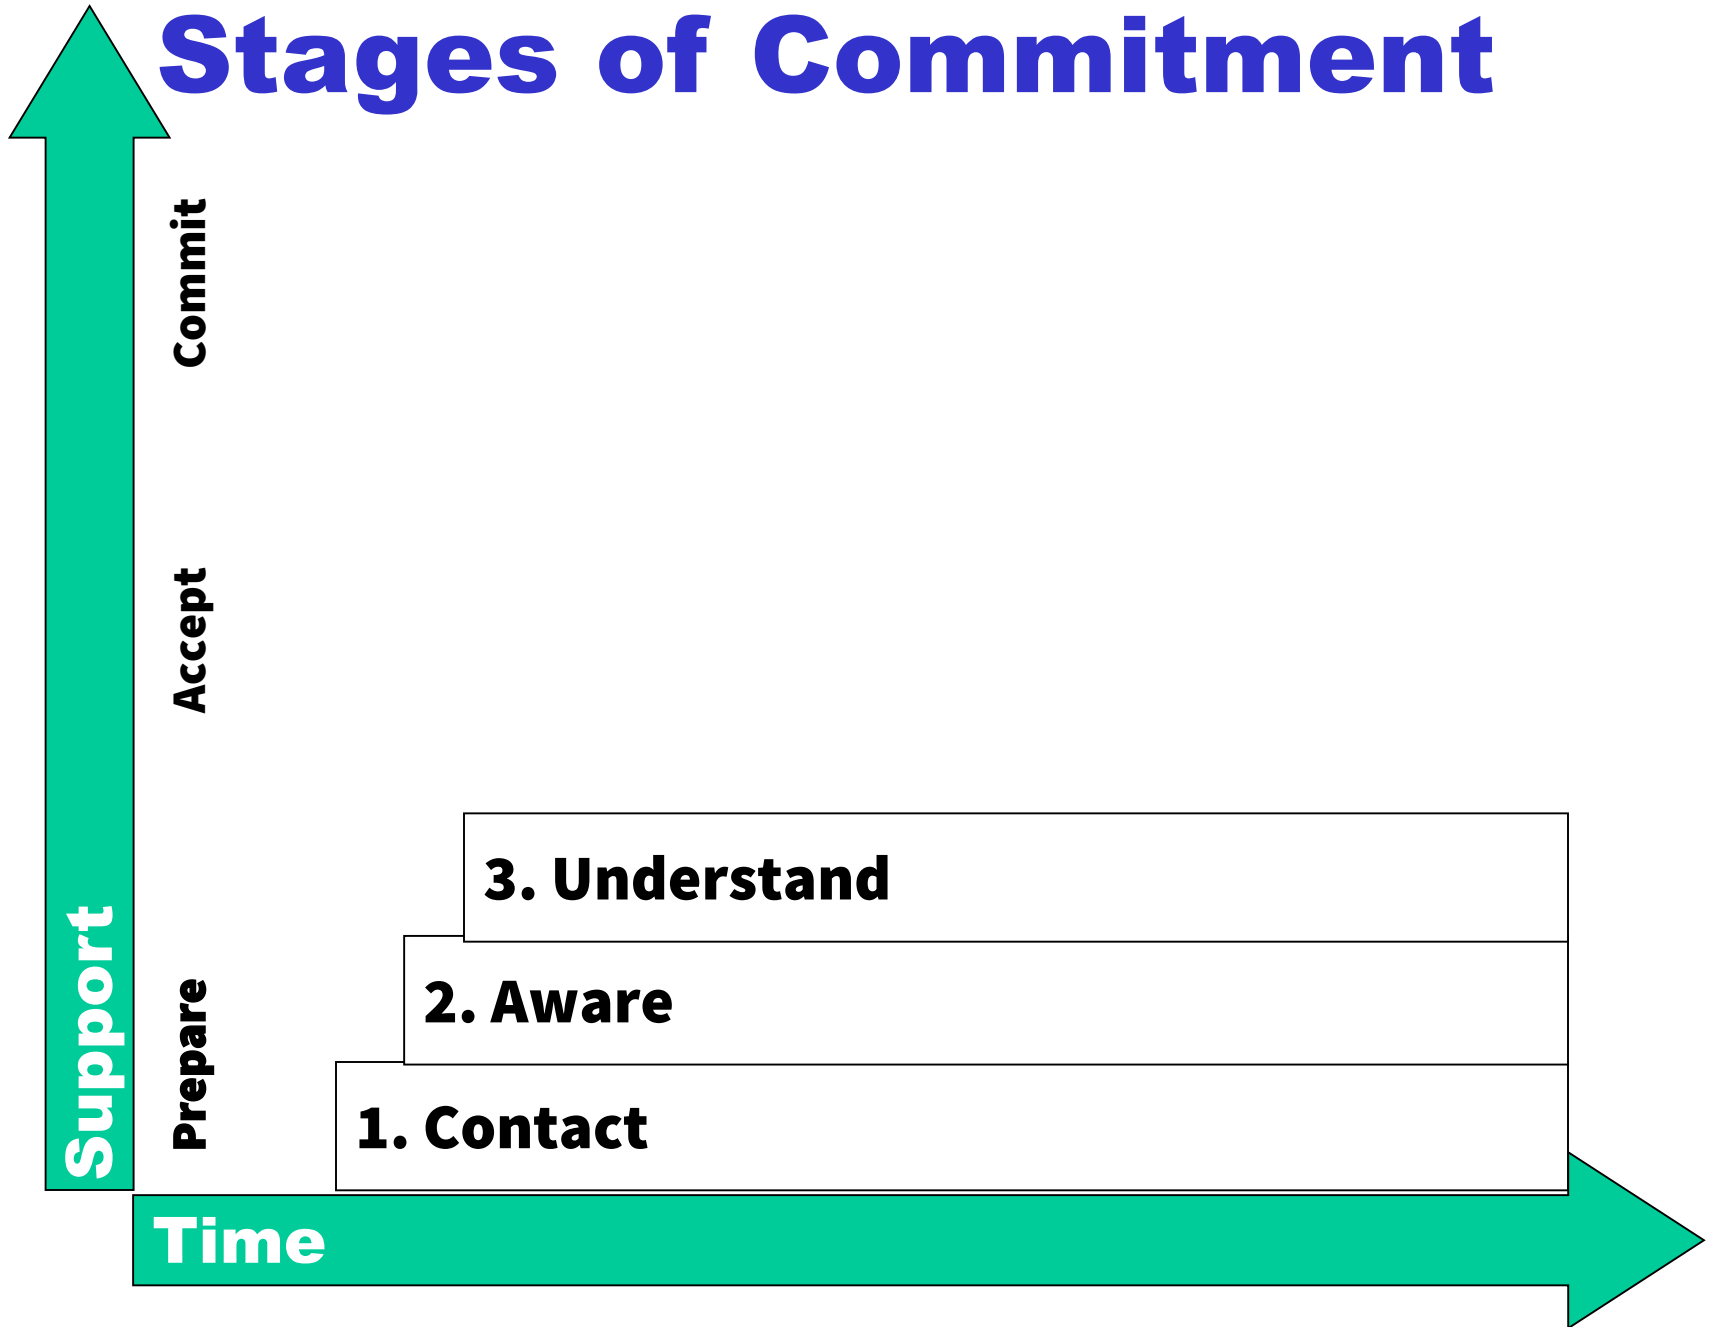 Stages of Commitment
Commit
Accept
Prepare
Support
3. Understand
2. Aware
1. Contact
Time